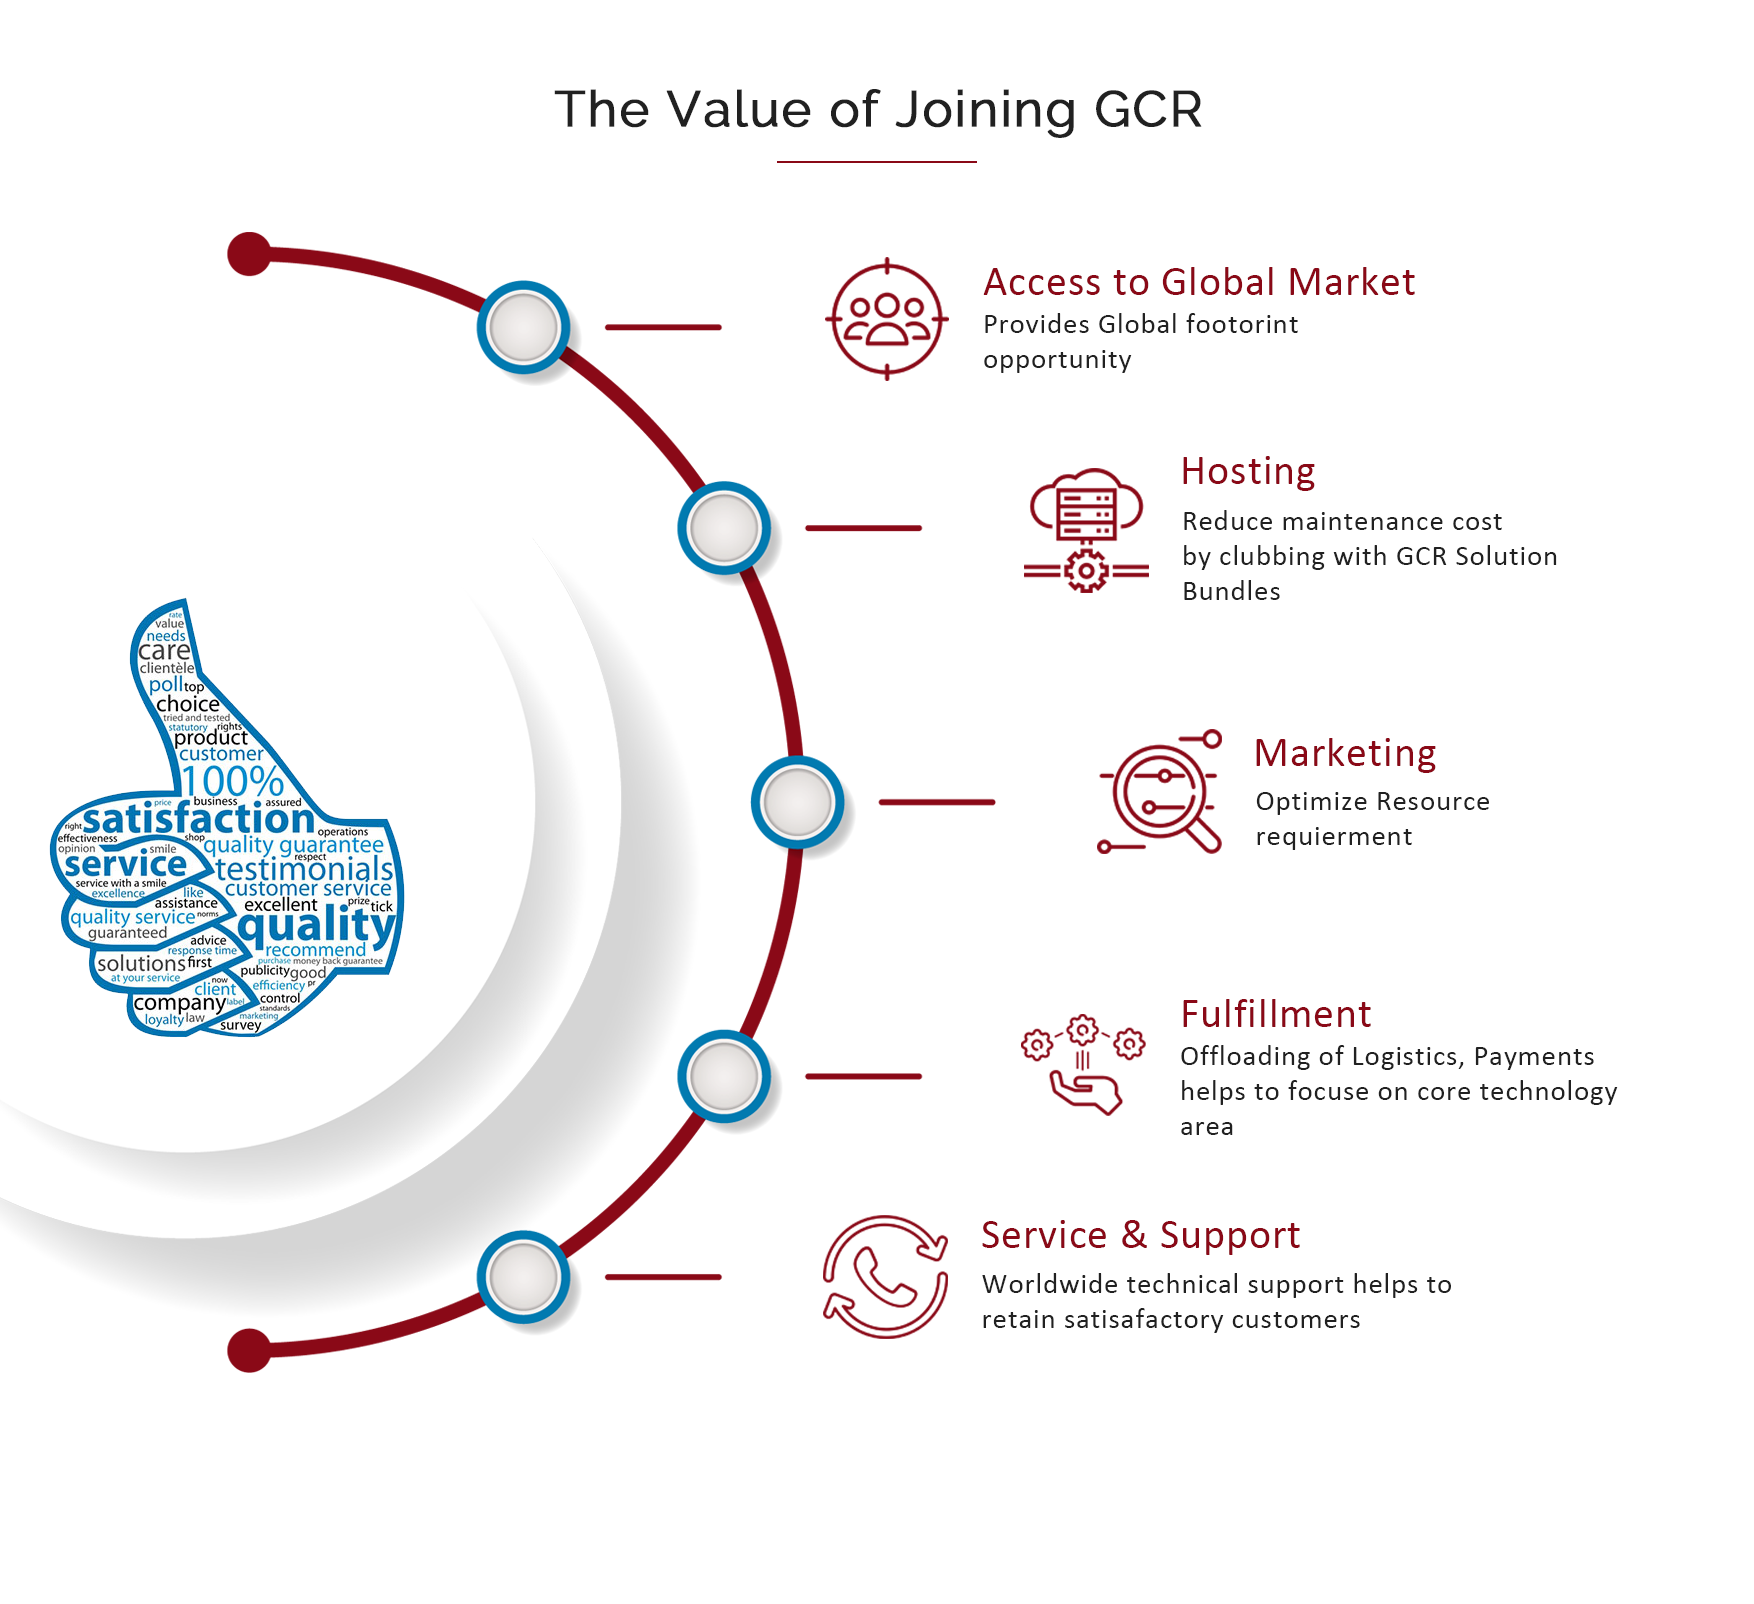 The Value of Joining GCR
Access to Global Market
Provides Global footorint
opportunity
Hosting
Reduce maintenance cost
by clubbing with GCR Solution
Bundles
Marketing
Optimize Resource
requierment
Fulfillment
Offloading of Logistics, Payments
helps to focuse on core technology
area
Service & Support
Worldwide technical support helps to
retain satisafactory customers
rate
value
needs
care
clientèle
poll top
choice
tried and tested
statutory rights
product
customer
100%
price business assured
right satisfaction operations
effectiveness shop quality guarantee
opinion smile respect
service testimonials
service with a smile customer service
excellence like
assistance excellent prize tick
quality service norms quality
guaranteed
advice recommend
response time purchase money back guarantee
solutions first publicity good
at your service now efficiency pr
client control
company label standards
loyalty law marketing
survey